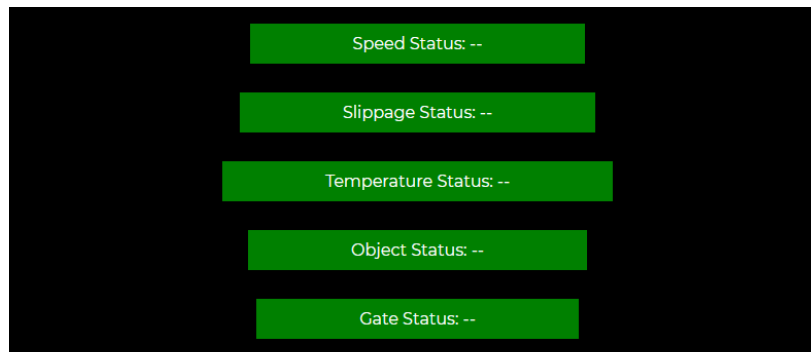 Speed Status: --
Slippage Status: --
Temperature Status: --
Object Status: --
Gate Status: --